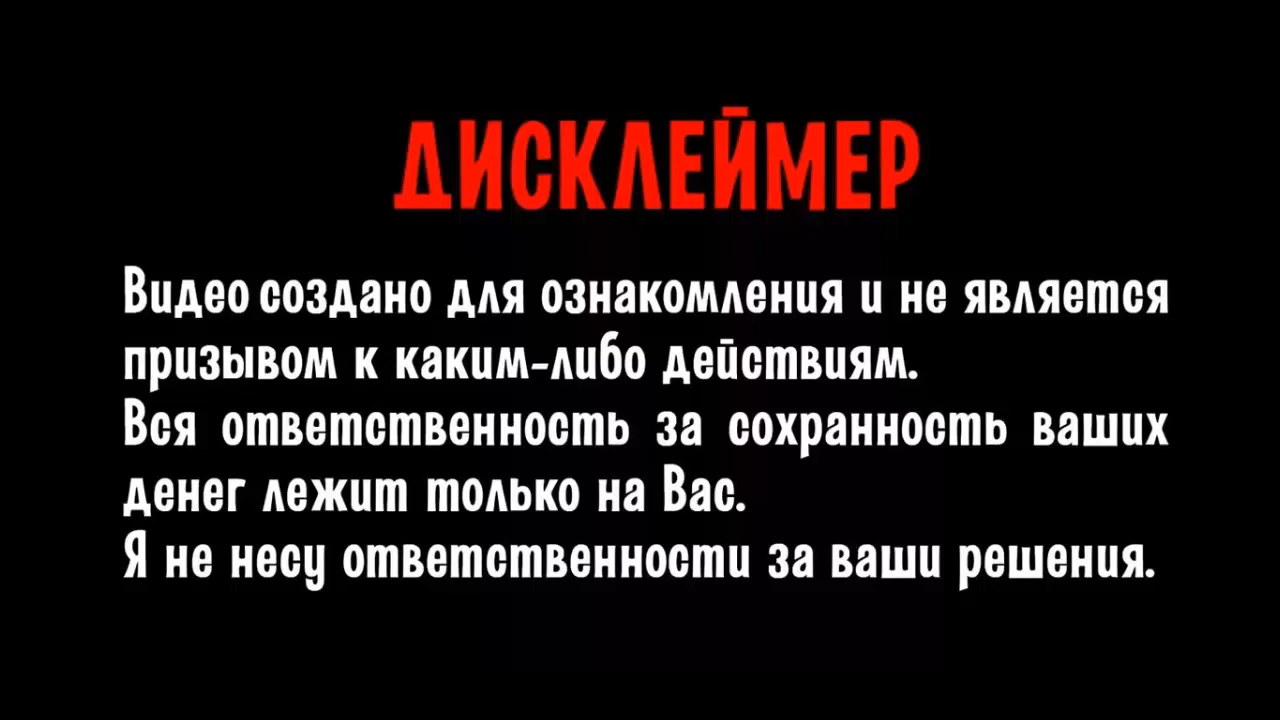 ДИСКЛЕЙМЕР
Видео создано для ознакомления и не является
призывом к каким-либо действиям.
Вся ответственность за сохранность ваших
денег лежит только на Вас.
Я не несу ответственности за ваши решения.